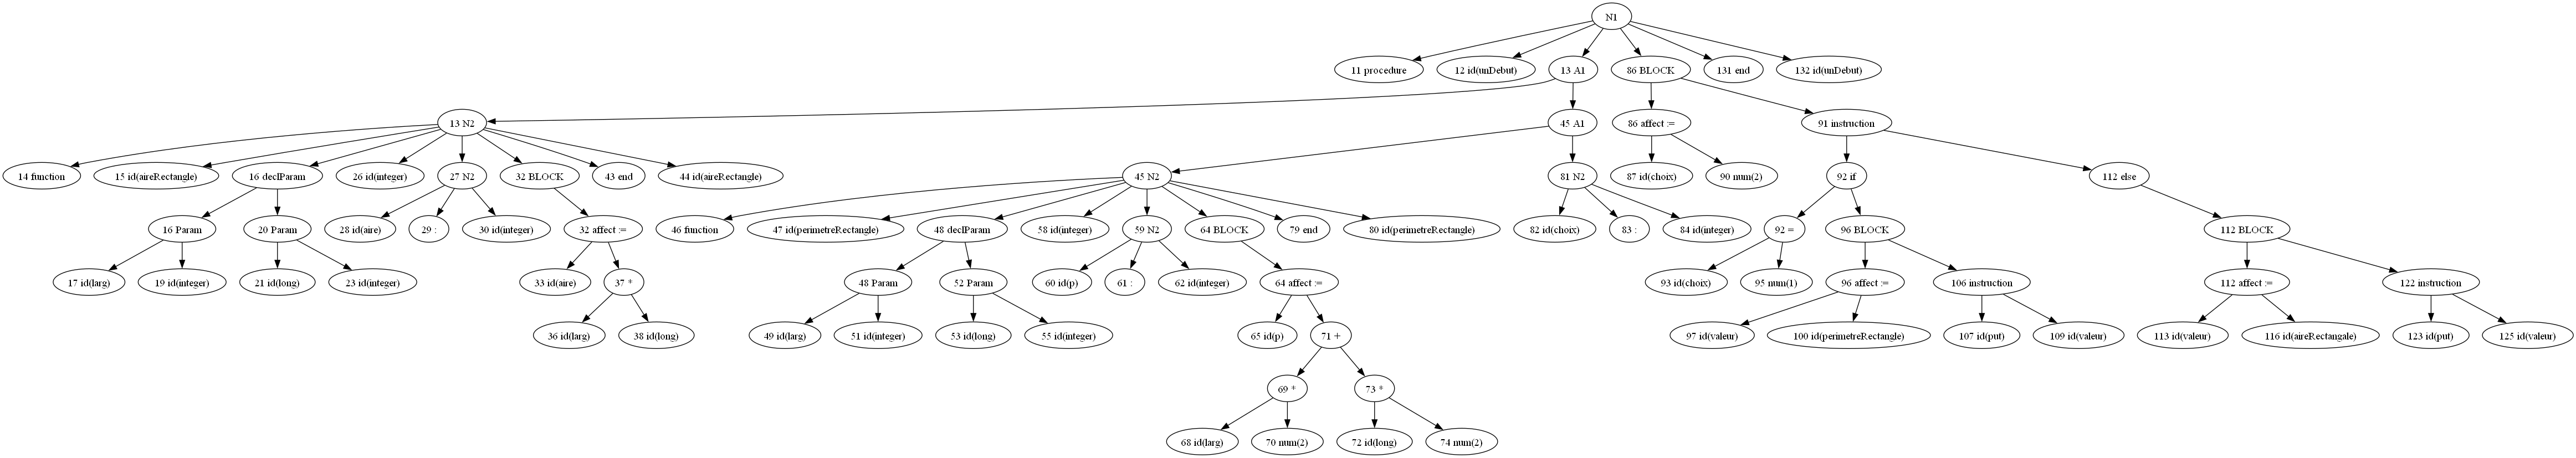 N1
11 procedure
12 id(unDebut)
13 A1
86 BLOCK
131 end
132 id(unDebut)
13 N2
45 A1
86 affect :=
91 instruction
14 function
15 id(aireRectangle)
16 declParam
26 id(integer)
27 N2
32 BLOCK
43 end
44 id(aireRectangle)
45 N2
81 N2
87 id(choix)
90 num(2)
92 if
112 else
16 Param
20 Param
28 id(aire)
29 :
30 id(integer)
32 affect :=
46 function
47 id(perimetreRectangle)
48 declParam
58 id(integer)
59 N2
64 BLOCK
79 end
80 id(perimetreRectangle)
82 id(choix)
83 :
84 id(integer)
92 =
96 BLOCK
112 BLOCK
17 id(larg)
19 id(integer)
21 id(long)
23 id(integer)
33 id(aire)
37 *
48 Param
52 Param
60 id(p)
61 :
62 id(integer)
64 affect :=
93 id(choix)
95 num(1)
96 affect :=
106 instruction
112 affect :=
122 instruction
36 id(larg)
38 id(long)
49 id(larg)
51 id(integer)
53 id(long)
55 id(integer)
65 id(p)
71 +
97 id(valeur)
100 id(perimetreRectangle)
107 id(put)
109 id(valeur)
113 id(valeur)
116 id(aireRectangale)
123 id(put)
125 id(valeur)
69 *
73 *
68 id(larg)
70 num(2)
72 id(long)
74 num(2)